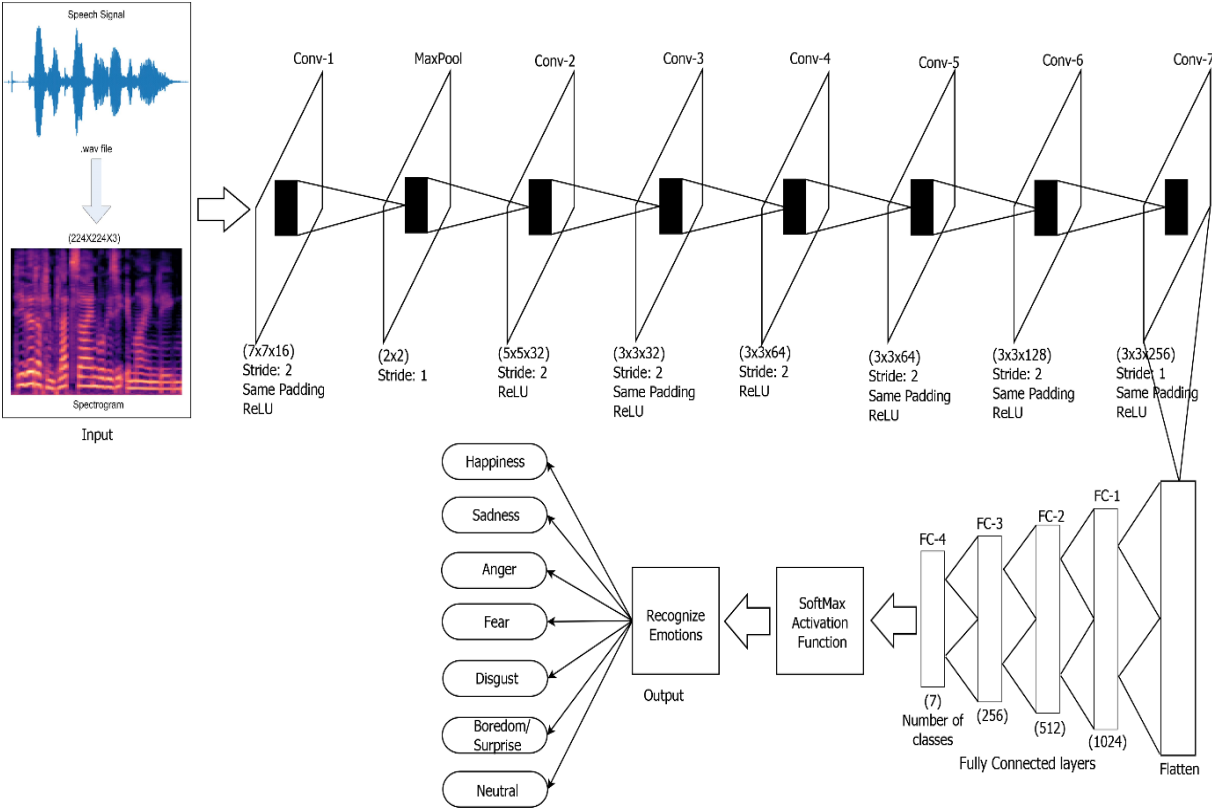 Speech Signal
.wav file
(224X224X3)
Spectrogram
Input
Conv-1
(7x7x16)
Stride: 2
Same Padding
ReLU
MaxPool
(2x2)
Stride: 1
Conv-2
(5x5x32)
Stride: 2
ReLU
Conv-3
(3x3x32)
Stride: 2
Same Padding
ReLU
Conv-4
(3x3x64)
Stride: 2
ReLU
Conv-5
(3x3x64)
Stride: 2
Same Padding
ReLU
Conv-6
(3x3x128)
Stride: 2
Same Padding
ReLU
Conv-7
(3x3x256)
Stride: 1
Same Padding
ReLU
Flatten
FC-1
(1024)
FC-2
(512)
FC-3
(256)
FC-4
(7)
Number of
classes
Fully Connected layers
SoftMax
Activation
Function
Recognize
Emotions
Output
Happiness
Sadness
Anger
Fear
Disgust
Boredom/
Surprise
Neutral